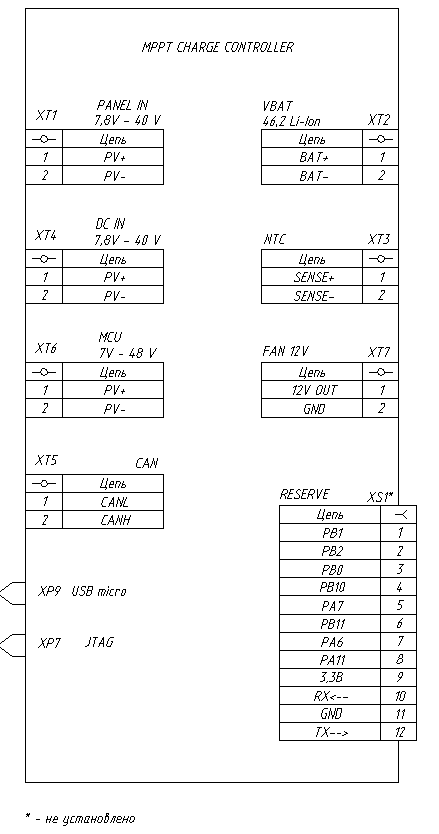 MPPT CHARGE CONTROLLER
XT1 PANEL IN
7,8V - 40 V
Цепь
1 PV+
2 PV-
VBAT
46,2 Li-Ion XT2
Цепь
BAT+ 1
BAT- 2
XT4 DC IN
7,8V - 40 V
Цепь
1 PV+
2 PV-
NTC XT3
Цепь
SENSE+ 1
SENSE- 2
XT6 MCU
7V - 48 V
Цепь
1 PV+
2 PV-
FAN 12V XT7
Цепь
12V OUT 1
GND 2
XT5 CAN
Цепь
1 CANL
2 CANH
RESERVE XS1*
Цепь
PB1 1
PB2 2
PB0 3
PB10 4
PA7 5
PB11 6
PA6 7
PA11 8
3,3В 9
RX<-- 10
GND 11
TX--> 12
XP9 USB micro
XP7 JTAG
* - не установлено